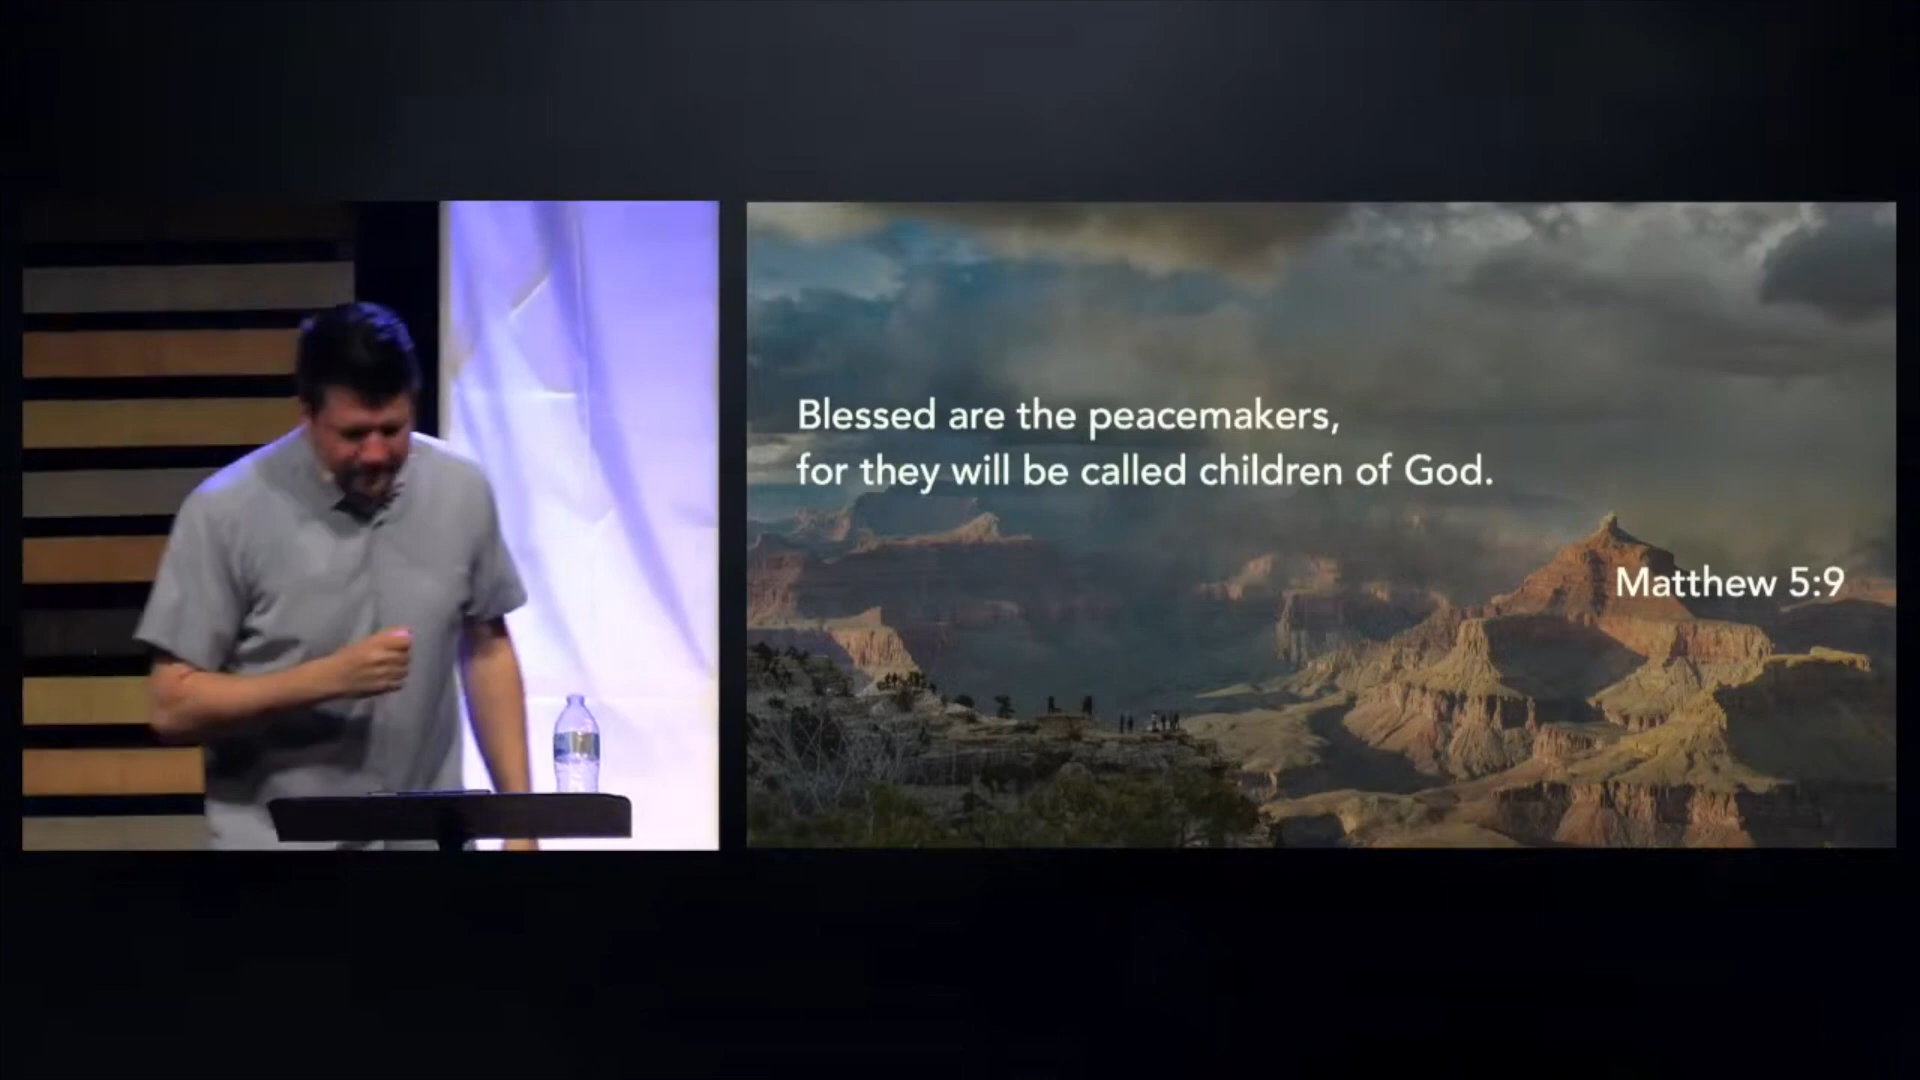 Blessed are the peacemakers,
for they will be called children of God.
Matthew 5:9